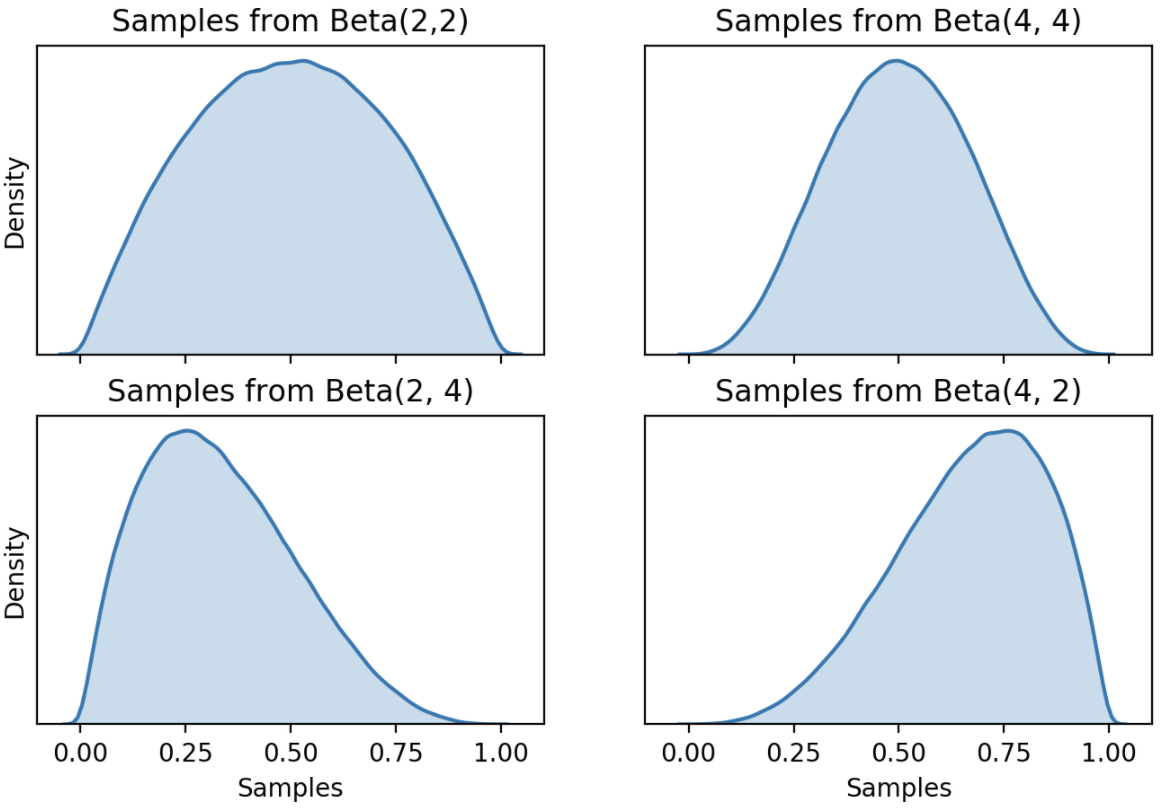 Samples from Beta(2,2)
Samples from Beta(4, 4)
Density
Samples from Beta(2, 4)
Samples from Beta(4, 2)
Density
0.00 0.25 0.50 0.75 1.00
0.00 0.25 0.50 0.75 1.00
Samples
Samples